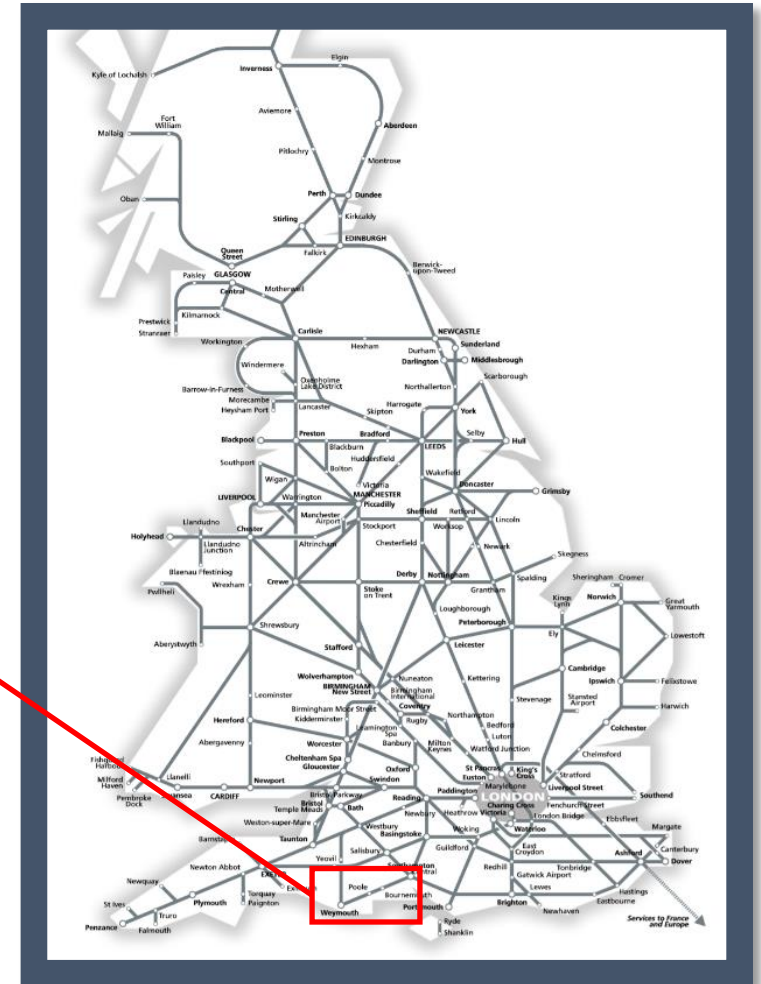 Elgin
Inverness
Kyle of Lochalsh
Aviemore
Fort
William
Mallaig
Aberdeen
Pitlochry
Montrose
Perth
Dundee
Oban
Stirling
Kirkcaldy
EDINBURGH
Queen
Street
Falkirk
Berwick-
upon-Tweed
Paisley
GLASGOW
Central
Motherwell
Prestwick
Kilmarnock
Stranraer
Carlisle
NEWCASTLE
Workington
Hexham
Sunderland
Durham
Darlington
Middlesbrough
Windermere
Scarborough
Oxenholme
Lake District
Barrow-in-Furness
Northallerton
Morecambe
Heysham Port
Lancaster
Harrogate
Skipton
York
Blackpool
Preston
Bradford
Selby
Blackburn
LEEDS
Hull
Huddersfield
Southport
Bolton
Wakefield
Wigan
Victoria
Doncaster
MANCHESTER
Grimsby
LIVERPOOL
Warrington
Piccadilly
Manchester
Airport
Sheffield
Retford
Llandudno
Stockport
Lincoln
Holyhead
Chester
Worksop
Llandudno
Junction
Altrincham
Chesterfield
Newark
Skegness
Blaenau Ffestiniog
Wrexham
Crewe
Stoke
on Trent
Derby
Nottingham
Spalding
Sheringham
Cromer
Pwllheli
Grantham
Kings
Lynn
Norwich
Great
Yarmouth
Loughborough
Shrewsbury
Peterborough
Aberystwyth
Stafford
Leicester
Ely
Lowestoft
Wolverhampton
Nuneaton
Cambridge
BIRMINGHAM
New Street
Birmingham
International
Kettering
Ipswich
Felixstowe
Leominster
Birmingham Moor Street
Coventry
Stevenage
Stansted
Airport
Harwich
Hereford
Kidderminster
Rugby
Northampton
Leamington
Spa
Bedford
Colchester
Abergavenny
Worcester
Banbury
Milton
Keynes
Luton
Cheltenham Spa
Watford Junction
Chelmsford
Gloucester
Oxford
St Pancras
King's
Cross
Stratford
Milford
Haven
Llanelli
Newport
Swindon
Euston
Marylebone
Liverpool Street
Pembroke
Dock
Swansea
CARDIFF
Bristol Parkway
Bristol
Temple Meads
Bath
Reading
Paddington
LONDON
Southend
Charing Cross
Fenchurch Street
Weston-super-Mare
Newbury
Heathrow
Victoria
London Bridge
Ebbsfleet
Westbury
Basingstoke
Woking
Waterloo
Margate
Taunton
Salisbury
Guildford
East
Croydon
Canterbury
Yeovil
Redhill
Tonbridge
Ashford
Dover
Newton Abbot
Gatwick Airport
Newquay
Poole
Lewes
Hastings
Torquay
Paignton
Bournemouth
Eastbourne
St Ives
Plymouth
Portsmouth
Brighton
Newhaven
Truro
Weymouth
Ryde
Penzance
Falmouth
Shanklin
Services to France
and Europe